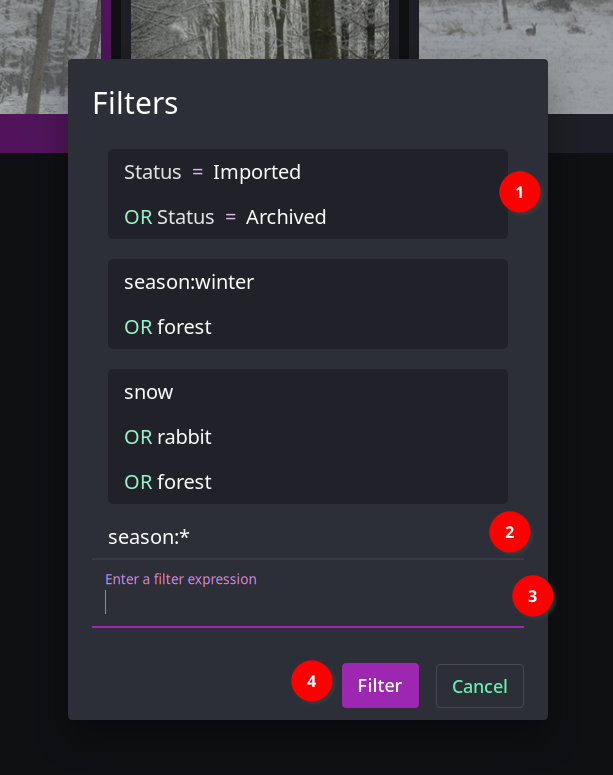 Filters
Status = Imported
1
OR Status = Archived
season:winter
OR forest
snow
OR rabbit
OR forest
season:*
2
Enter a filter expression
3
4
Filter
Cancel